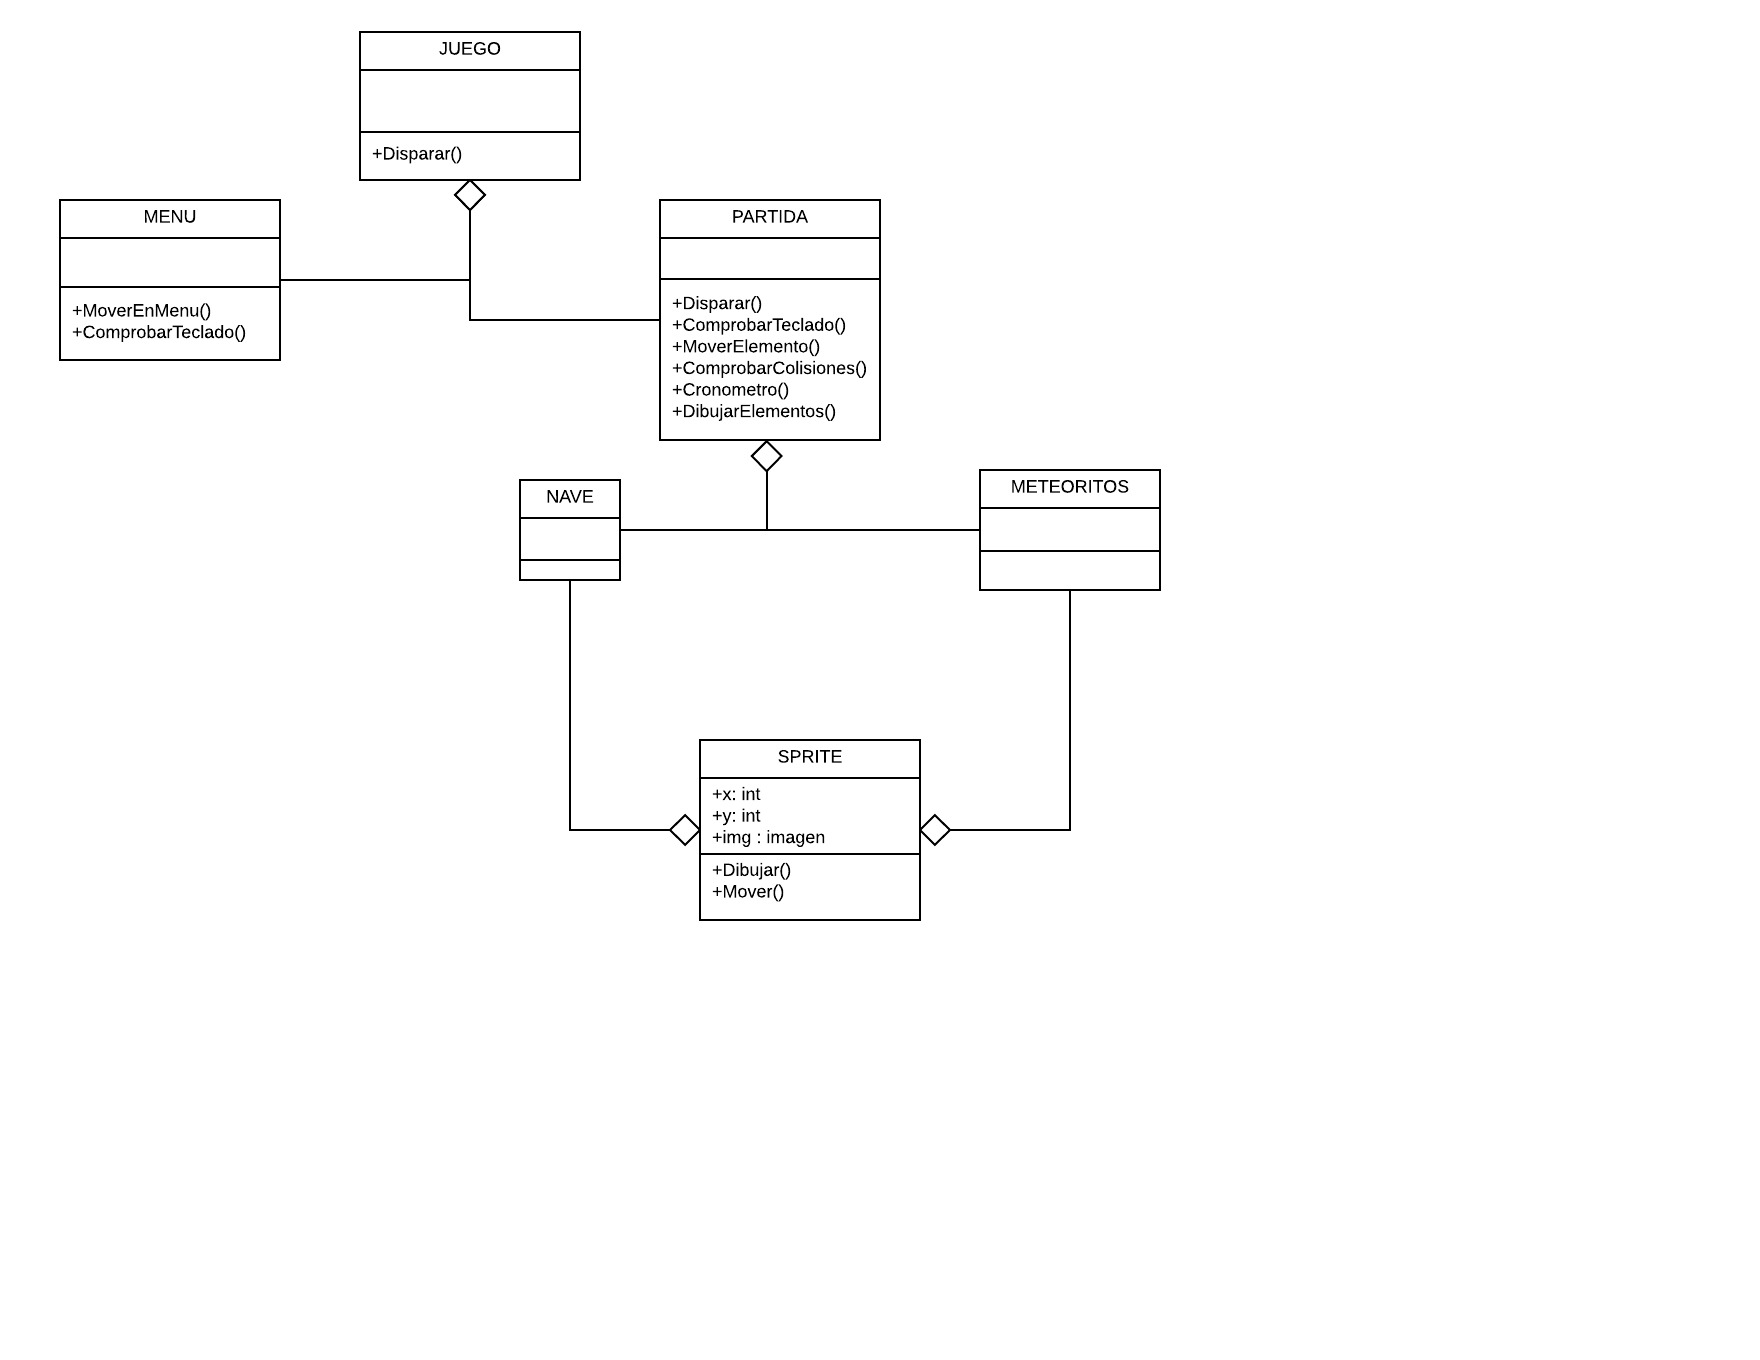 JUEGO
+Disparar()
MENU
+MoverEnMenu()
+ComprobarTeclado()
PARTIDA
+Disparar()
+ComprobarTeclado()
+MoverElemento()
+ComprobarColisiones()
+Cronometro()
+DibujarElementos()
NAVE
METEORITOS
SPRITE
+x: int
+y: int
+img : imagen
+Dibujar()
+Mover()